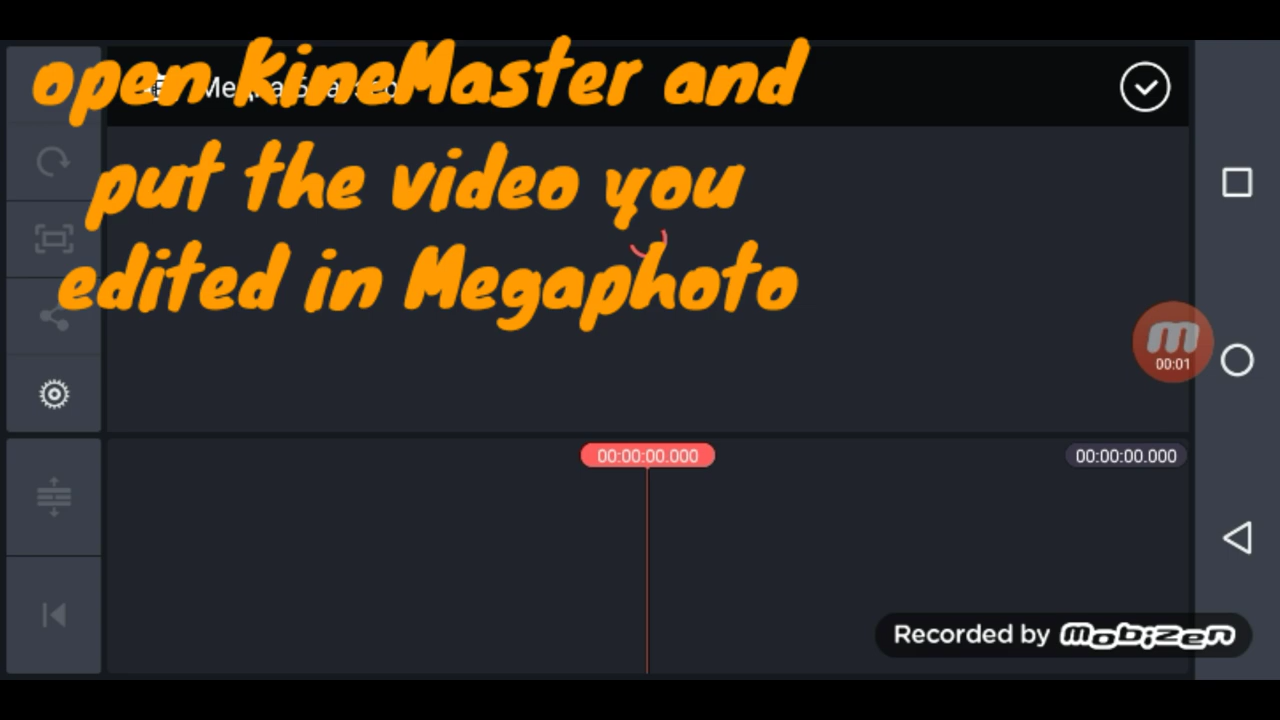 open KineMaster and
put the video you
edited in Megaphoto
00:01
00:00:00.000
00:00:00.000
Recorded by mobizen